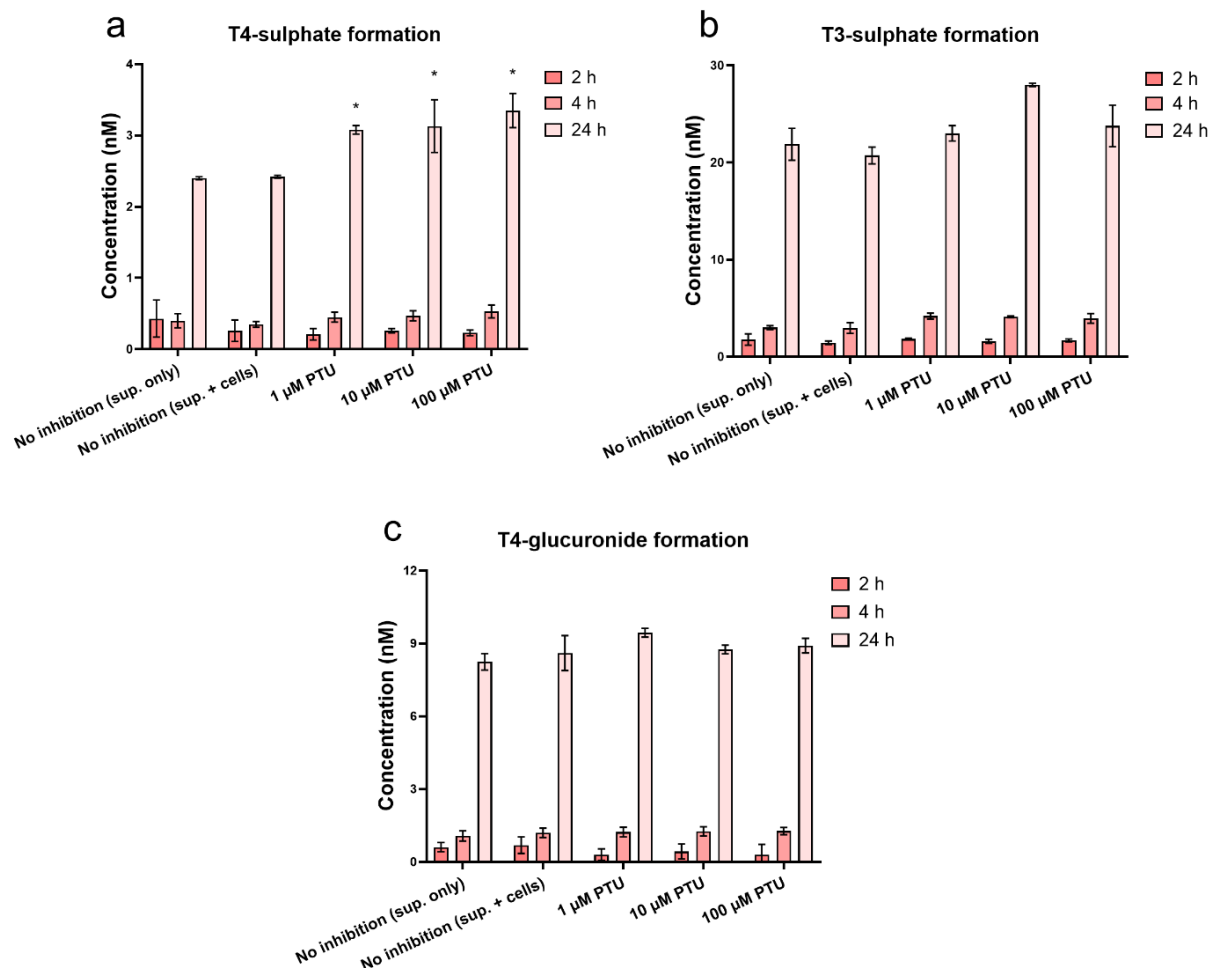 a
T4-sulphate formation
Concentration (nM)
4
3
2
1
0
* * *
2 h
4 h
24 h
No inhibition (sup. only)
No inhibition (sup. + cells)
1 µM PTU
10 µM PTU
100 µM PTU
b
T3-sulphate formation
Concentration (nM)
30
20
10
0
2 h
4 h
24 h
No inhibition (sup. only)
No inhibition (sup. + cells)
1 µM PTU
10 µM PTU
100 µM PTU
c
T4-glucuronide formation
Concentration (nM)
12
9
6
3
0
2 h
4 h
24 h
No inhibition (sup. only)
No inhibition (sup. + cells)
1 µM PTU
10 µM PTU
100 µM PTU